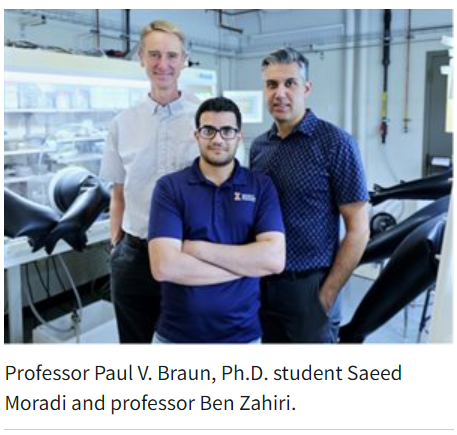 Professor Paul V. Braun, Ph.D. student Saeed
Moradi and professor Ben Zahiri.